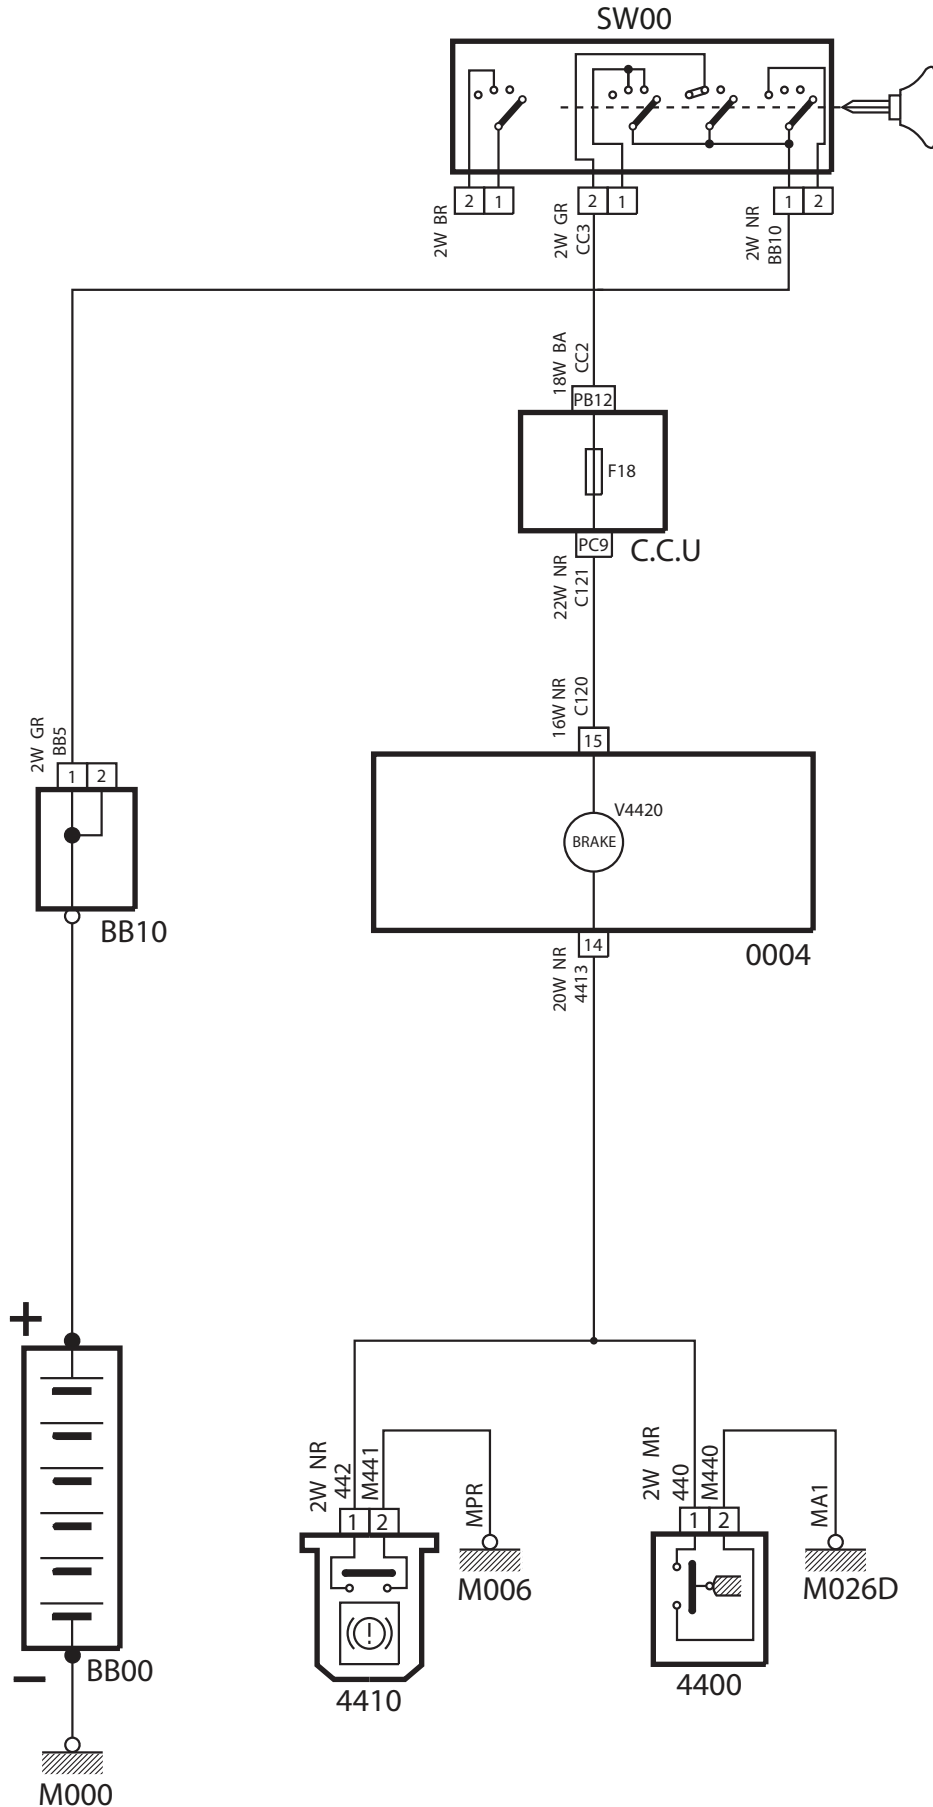 SW00
2 1
2 1
1 2
2W BR
2W GR
CC3
2W NR
BB10
18W BA
CC2
PB12
F18
PC9
C.C.U
22W NR
C121
16W NR
C120
15
2W GR
BB5
1 2
V4420
BRAKE
BB10
14
0004
20W NR
4413
+
2W NR
442
M441
MPR
2W MR
440
M440
MA1
1 2
1 2
M006
M026D
!
−
BB00
4410
4400
M000